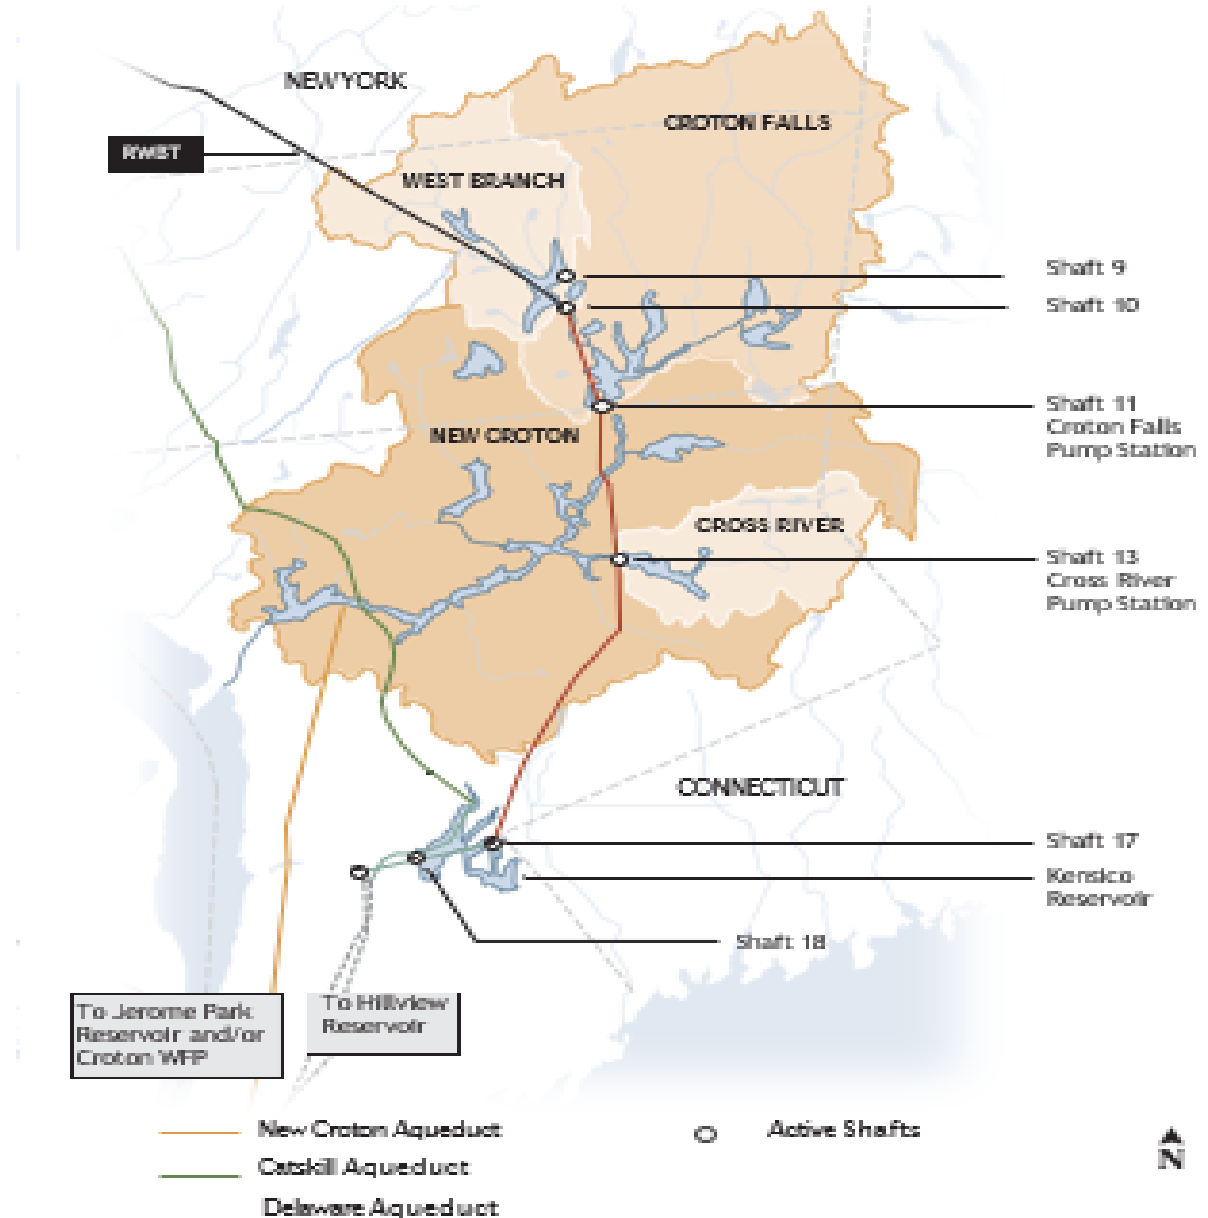 NEW YORK
CROTON FALLS
RWBT
WEST BRANCH
Shaft 9
Shaft 10
Shaft 11
Croton Falls
Pump Station
NEW CROTON
CROSS RIVER
Shaft 13
Cross River
Pump Station
CONNECTICUT
Shaft 17
Kensico
Reservoir
Shaft 18
To Jerome Park
Reservoir and/or
Croton WFP
To Hillview
Reservoir
New Croton Aqueduct
Active Shafts
Catskill Aqueduct
Delaware Aqueduct
N